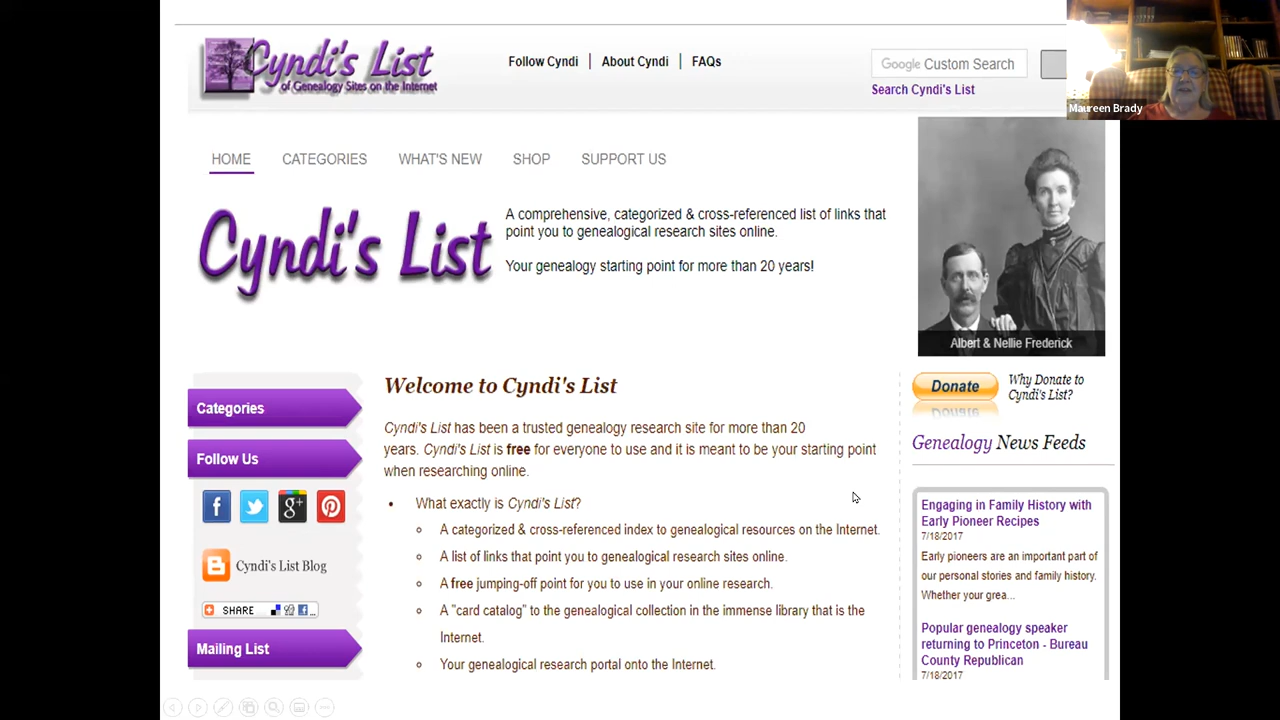 Cyndi's List
of Genealogy Sites on the Internet
Follow Cyndi | About Cyndi | FAQs
Google Custom Search
Search Cyndi's List
Maureen Brady
HOME CATEGORIES WHAT'S NEW SHOP SUPPORT US
Cyndi's List
A comprehensive, categorized & cross-referenced list of links that
point you to genealogical research sites online.
Your genealogy starting point for more than 20 years!
Albert & Nellie Frederick
Categories
Follow Us
Cyndi's List Blog
SHARE ...
Mailing List
Welcome to Cyndi's List
Cyndi's List has been a trusted genealogy research site for more than 20
years. Cyndi's List is free for everyone to use and it is meant to be your starting point
when researching online.
• What exactly is Cyndi's List?
◦ A categorized & cross-referenced index to genealogical resources on the Internet.
◦ A list of links that point you to genealogical research sites online.
◦ A free jumping-off point for you to use in your online research.
◦ A "card catalog" to the genealogical collection in the immense library that is the
Internet.
◦ Your genealogical research portal onto the Internet.
Donate
Why Donate to
Cyndi's List?
Genealogy News Feeds
Engaging in Family History with
Early Pioneer Recipes
7/18/2017
Early pioneers are an important part of
our personal stories and family history.
Whether your grea...
Popular genealogy speaker
returning to Princeton - Bureau
County Republican
7/18/2017